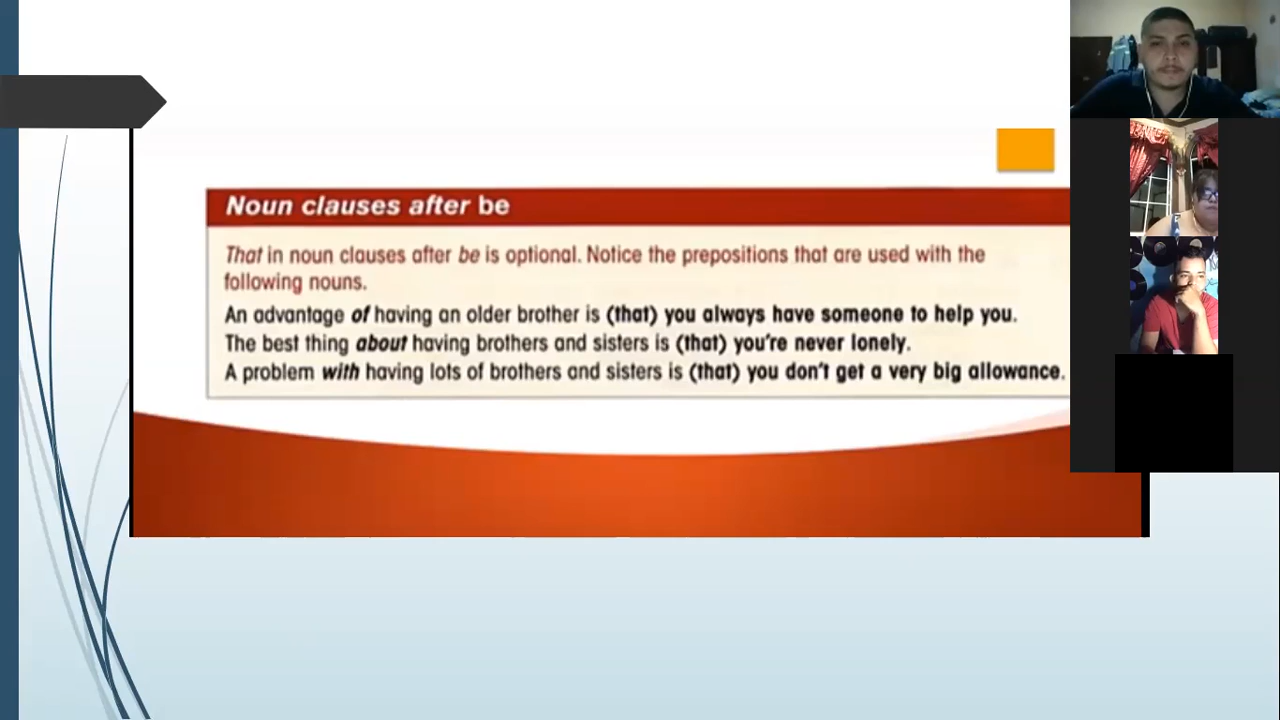 Noun clauses after be
That in noun clauses after be is optional. Notice the prepositions that are used with the
following nouns.
An advantage of having an older brother is (that) you always have someone to help you.
The best thing about having brothers and sisters is (that) you're never lonely.
A problem with having lots of brothers and sisters is (that) you don't get a very big allowance.